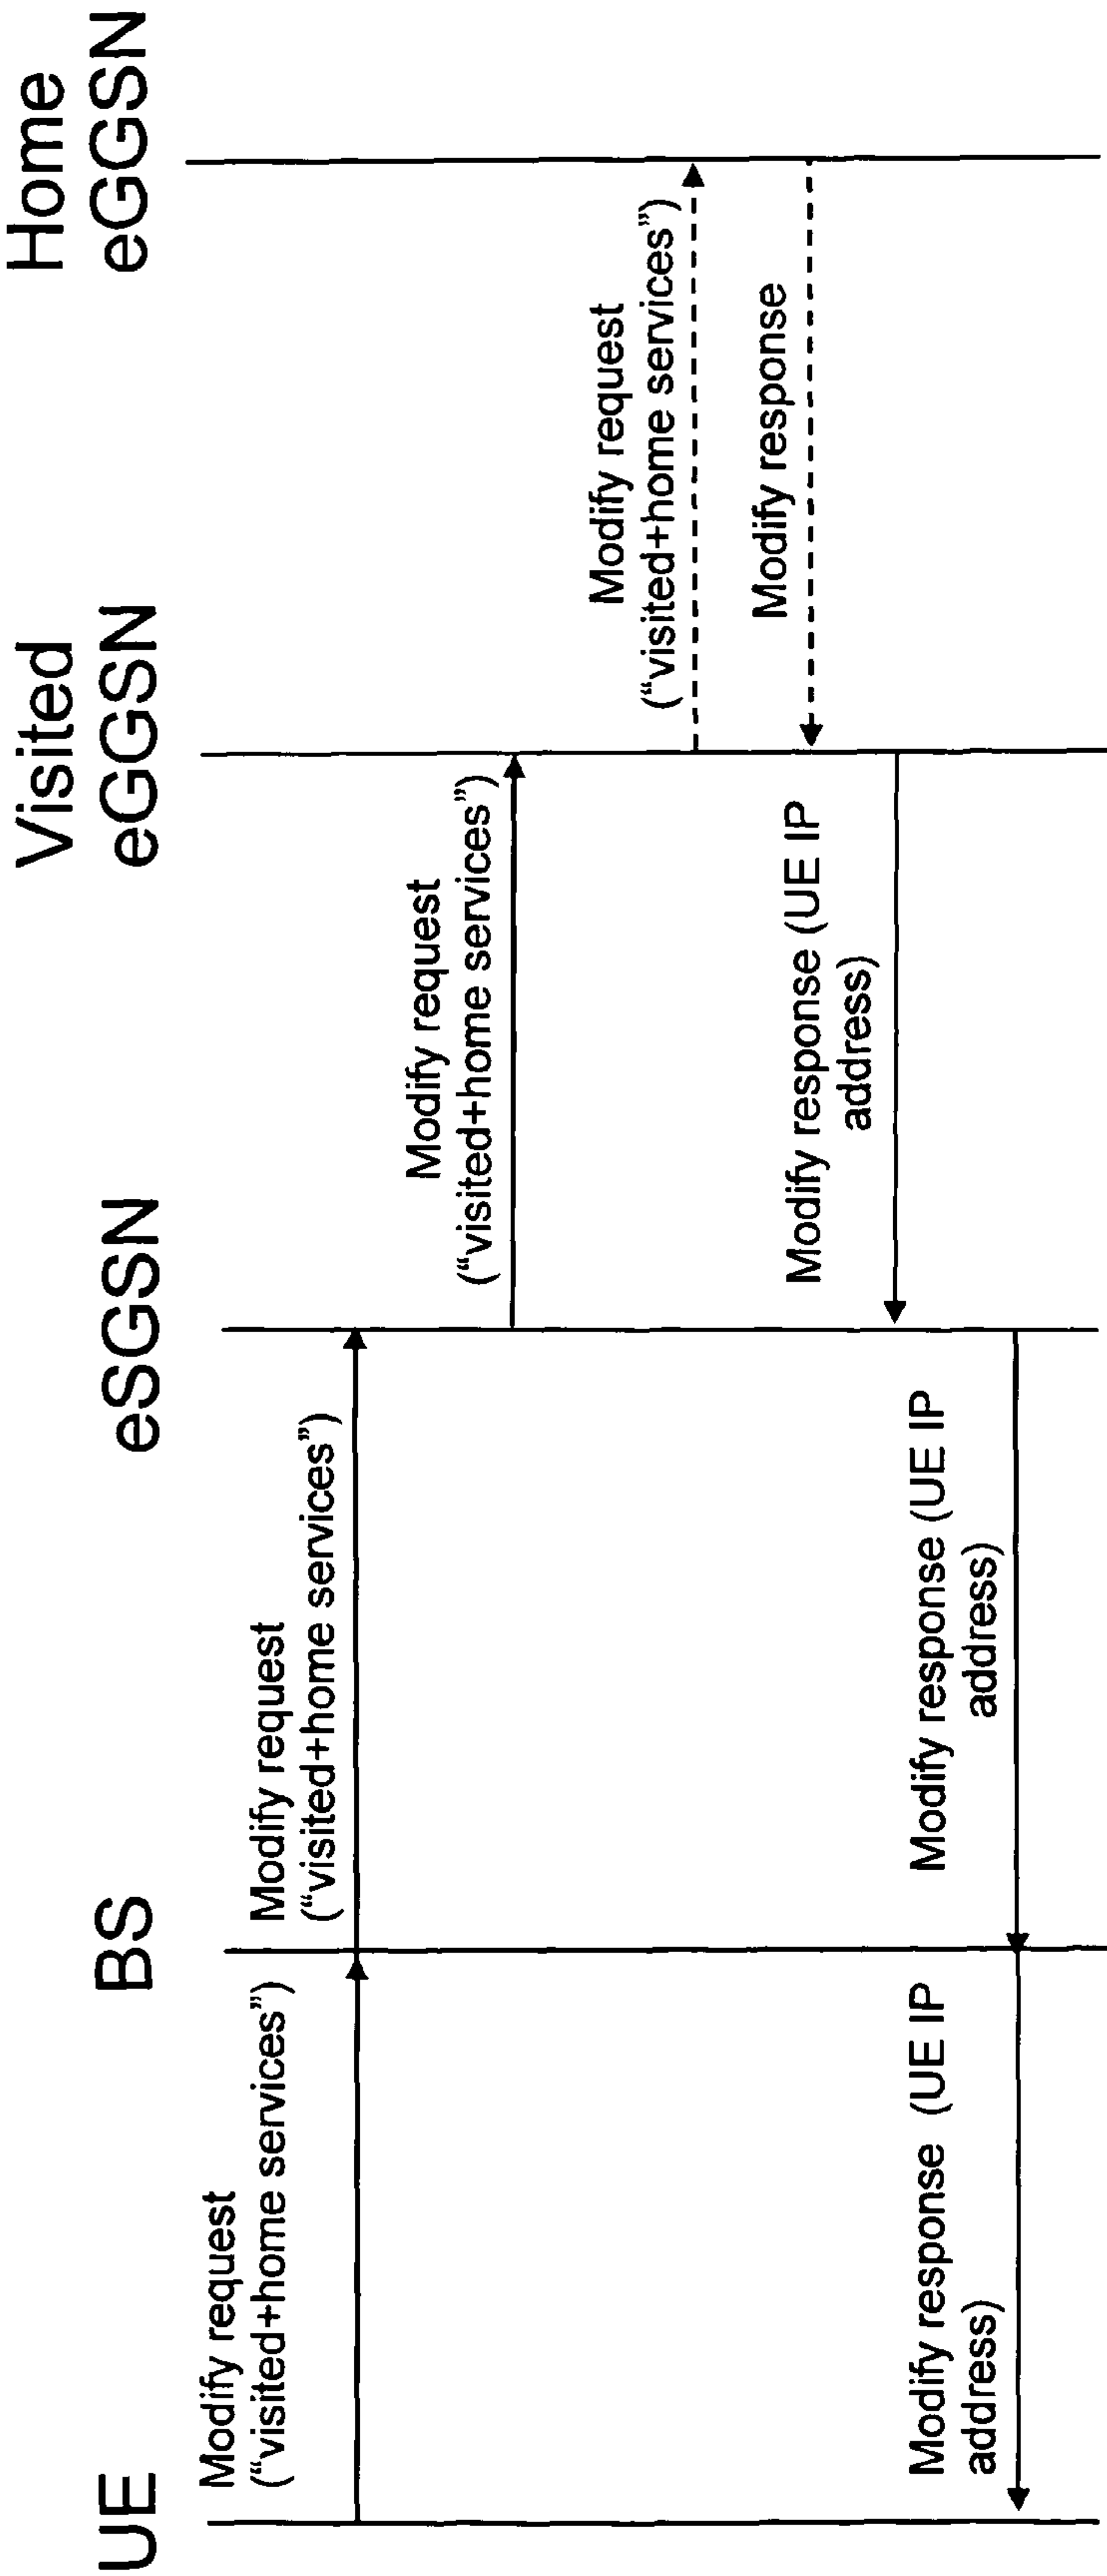 UE
BS
eSGSN
Visited
eGGSN
Home
eGGSN
Modify request
(“visited+home services”)
Modify request
(“visited+home services”)
Modify request
(“visited+home services”)
Modify request
(“visited+home services”)
Modify response
Modify response (UE IP
address)
Modify response (UE IP
address)
Modify response (UE IP
address)